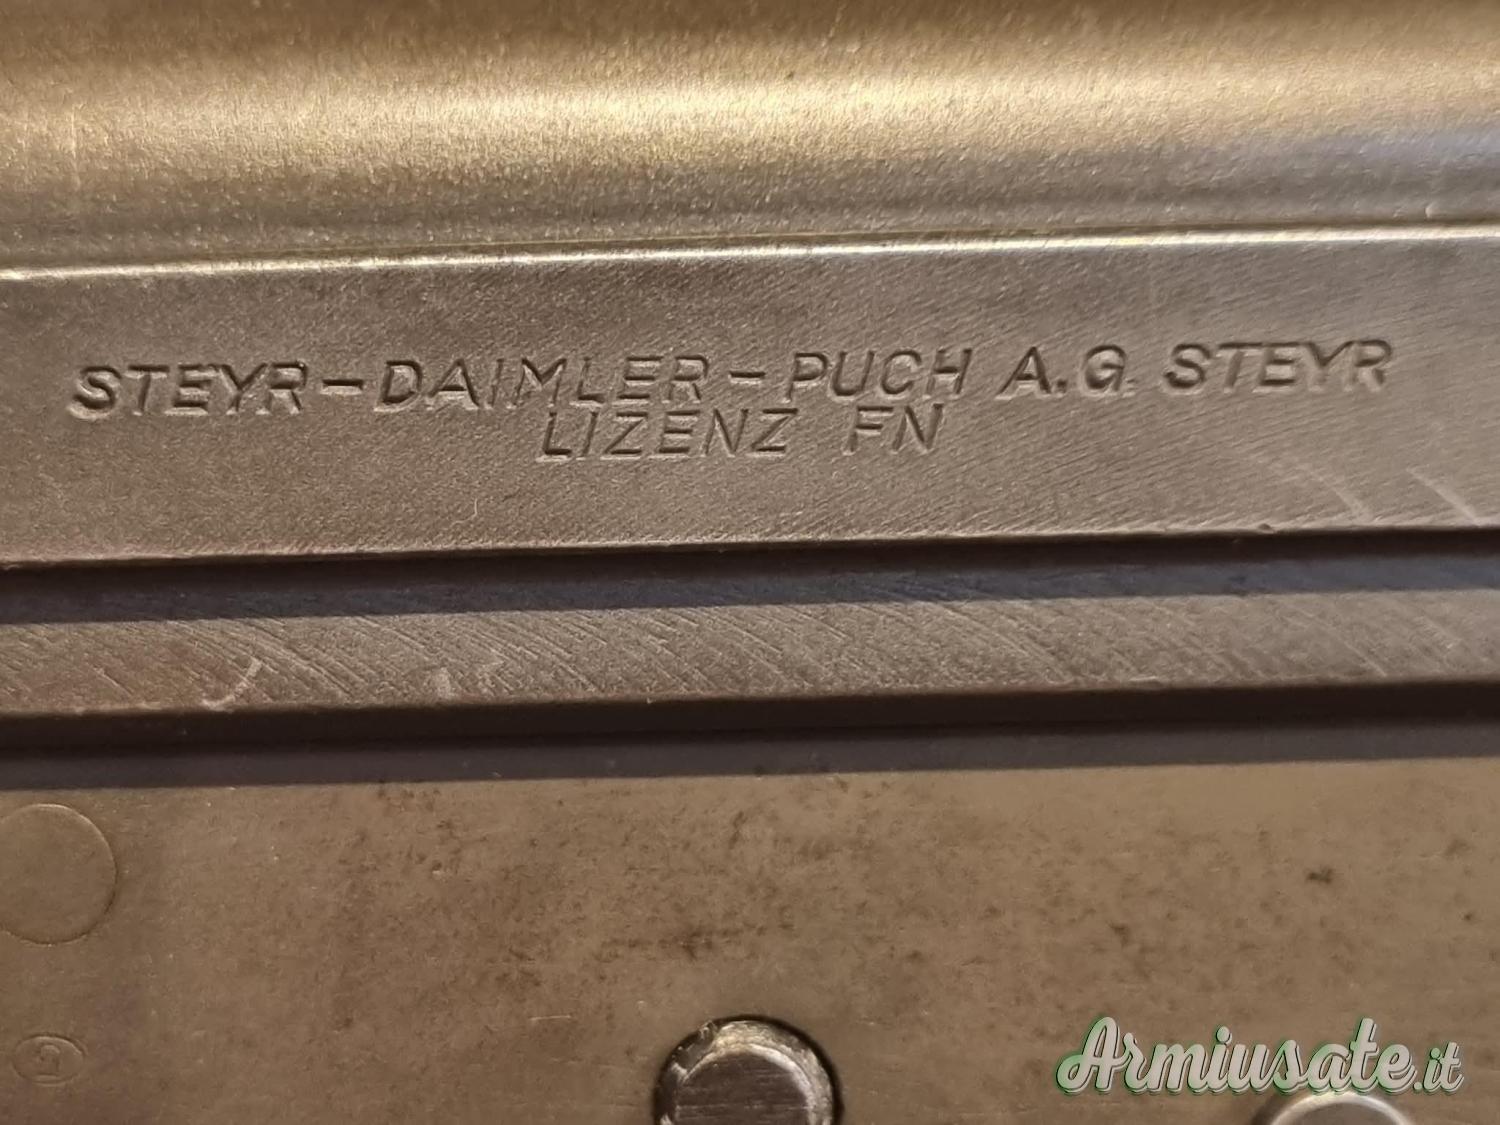 STEYR-DAIMLER-PUCH A.G. STEYR
LIZENZ FN
Armiusate.it